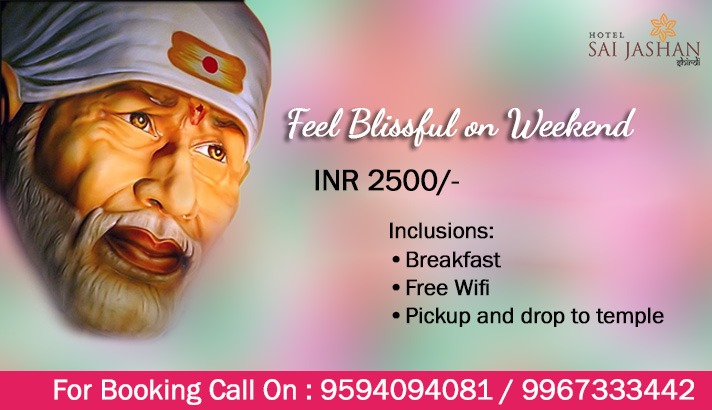 HOTEL
SAI JASHAN
shirdi
Feel Blissful on Weekend
INR 2500/-
Inclusions:
• Breakfast
• Free Wifi
• Pickup and drop to temple
For Booking Call On : 9594094081 / 9967333442